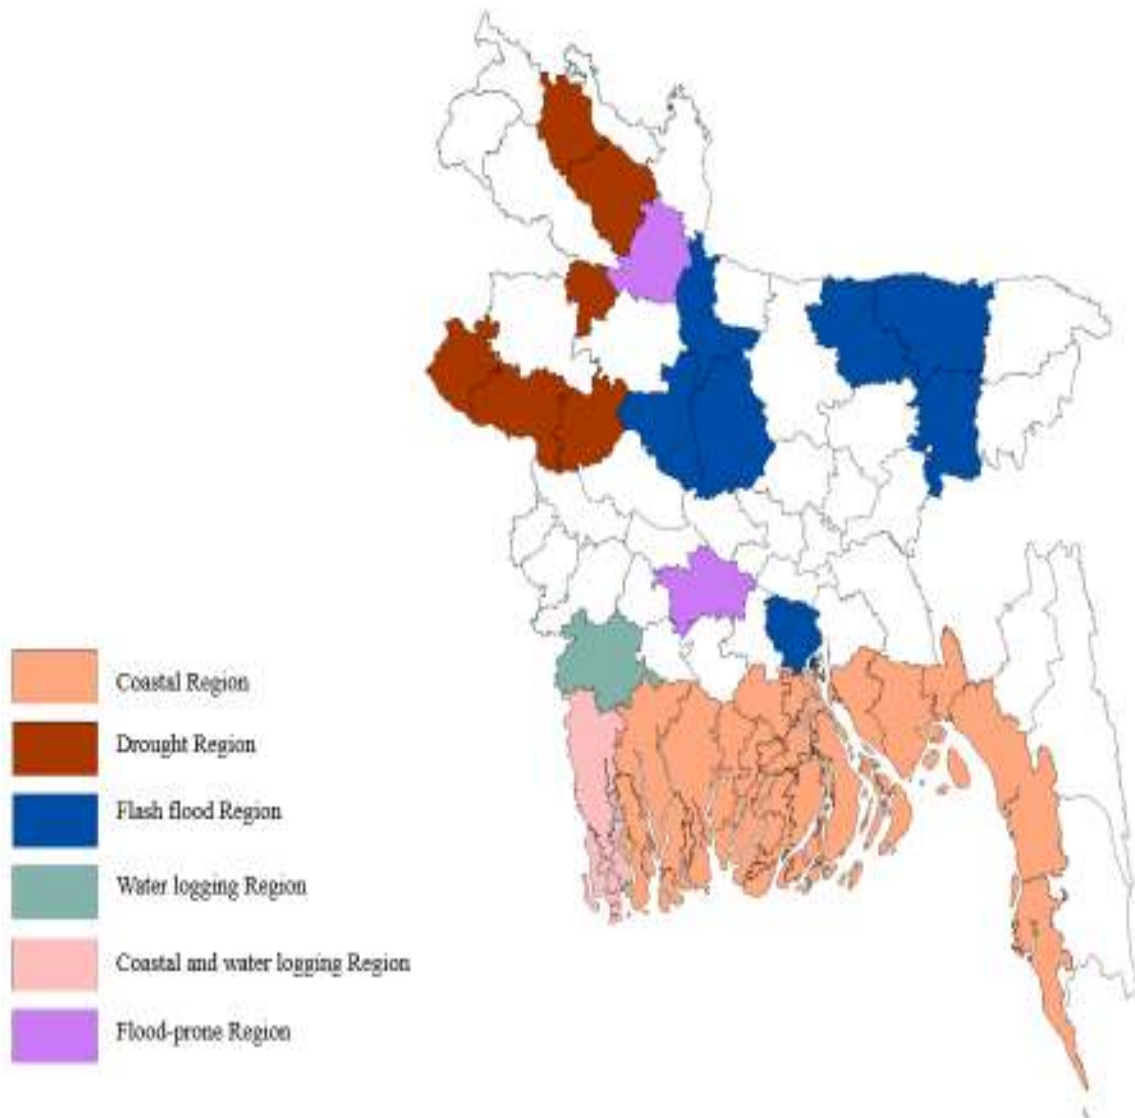 Coastal Region
Drought Region
Flash flood Region
Water logging Region
Coastal and water logging Region
Flood-prone Region